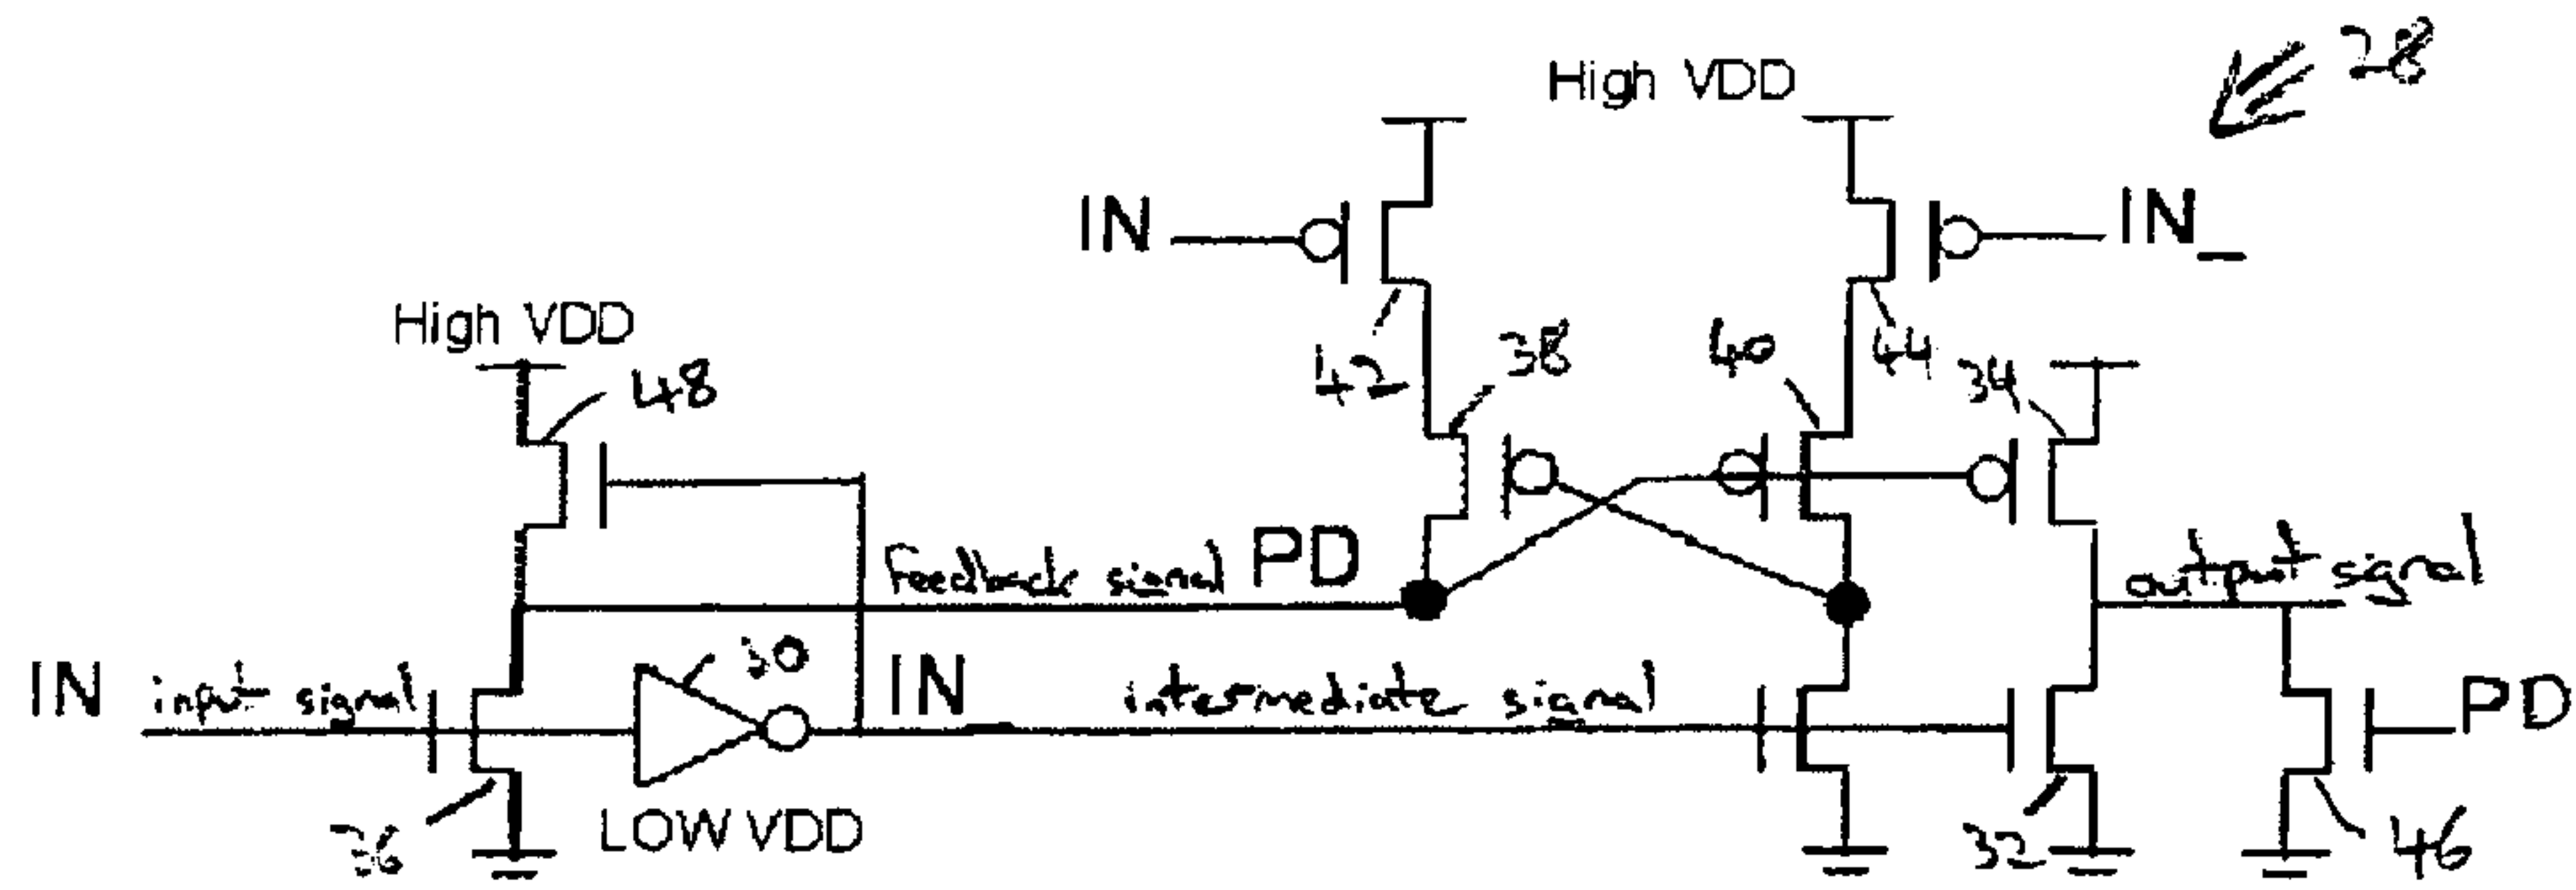 28
High VDD
IN
IN_
High VDD
48
42
38
40
44
34
feedback signal
PD
output signal
IN
input signal
30
IN_
intermediate signal
PD
36
LOW VDD
32
46